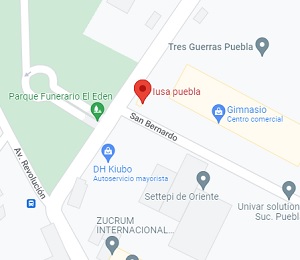 Tres Guerras Puebla
Iusa puebla
Parque Funerario El Eden
Gimnasio
Centro comercial
San Bernardo
Av. Revolución
DH Kiubo
Autoservicio mayorista
Settepi de Oriente
Univar solution
Suc. Puebl
ZUCRUM
INTERNACIONAL...